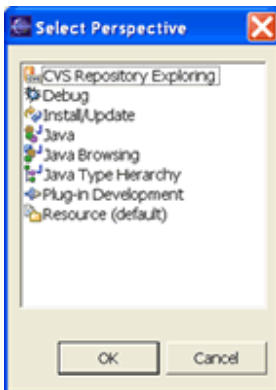 Select Perspective
CVS Repository Exploring
Debug
Install/Update
Java
Java Browsing
Java Type Hierarchy
Plug-in Development
Resource (default)
OK
Cancel